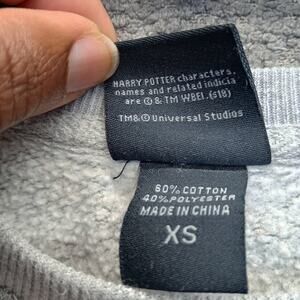 HARRY POTTER characters,
names and related indicia
are © & TM WBEI. (s18)
TM& © Universal Studios
60% COTTON
40% POLYESTER
MADE IN CHINA
XS